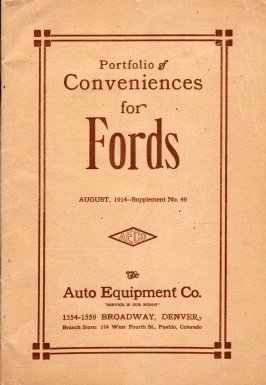 Portfolio of
Conveniences
for
Fords
AUGUST, 1914--Supplement No. 49
The
Auto Equipment Co.
"SERVICE IS OUR HOBBY"
1554-1558 BROADWAY, DENVER
Branch Store: 114 West Fourth St., Pueblo, Colorado